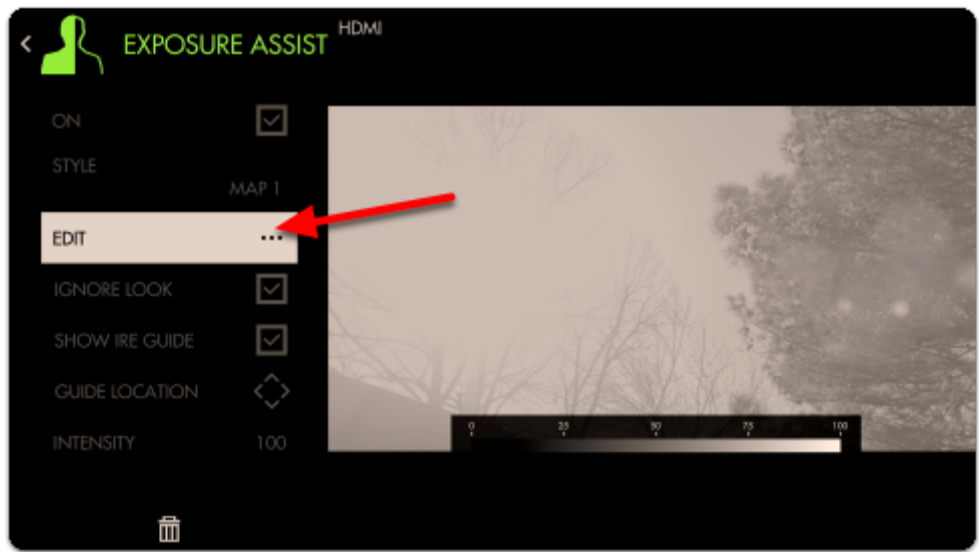 EXPOSURE ASSIST
HDMI
ON
STYLE
MAP 1
EDIT ...
IGNORE LOOK
SHOW IRE GUIDE
GUIDE LOCATION
INTENSITY 100
0 25 50 75 100